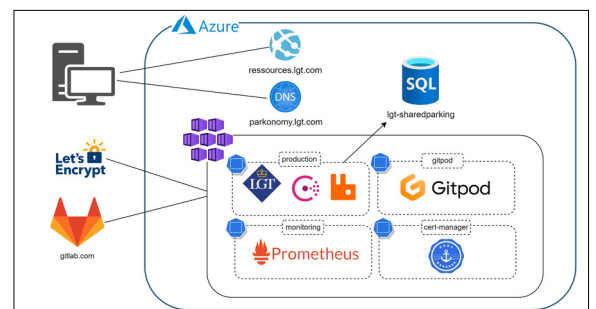 Azure
ressources.lgt.com
DNS
parkonomy.lgt.com
SQL
lgt-sharedparking
Let's
Encrypt
gitlab.com
production
LGT
gitpod
Gitpod
monitoring
Prometheus
cert-manager